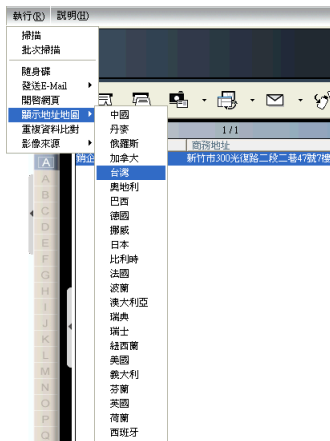 執行(R) 說明(H)
掃描
批次掃描
隨身碟
發送E-Mail
開啓網頁
顯示地址地圖
重複資料比對
影像來源
中國
丹麥
俄羅斯
加拿大
台灣
奧地利
巴西
德國
挪威
日本
比利時
法國
波蘭
澳大利亞
瑞典
瑞士
紐西蘭
美國
義大利
芬蘭
英國
荷蘭
西班牙
1/1
商務地址
銷企
新竹市300光復路二段二巷47號7樓
A
A
B
C
D
E
F
G
H
I
J
K
L
M
N
O
P
Q